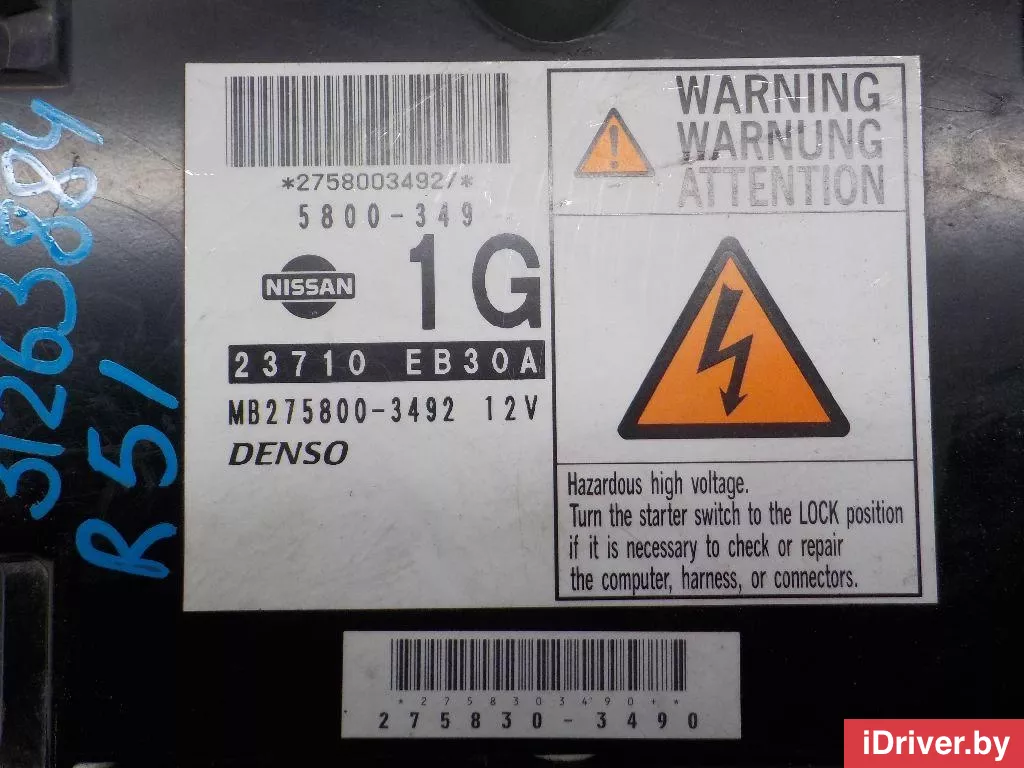 *2758003492/*
5800-349
NISSAN
1G
23710 EB30A
MB275800-3492 12V
DENSO
WARNING
WARNUNG
ATTENTION
Hazardous high voltage.
Turn the starter switch to the LOCK position
if it is necessary to check or repair
the computer, harness, or connectors.
*2758303490+*
275830-3490
31263884
R51
iDriver.by